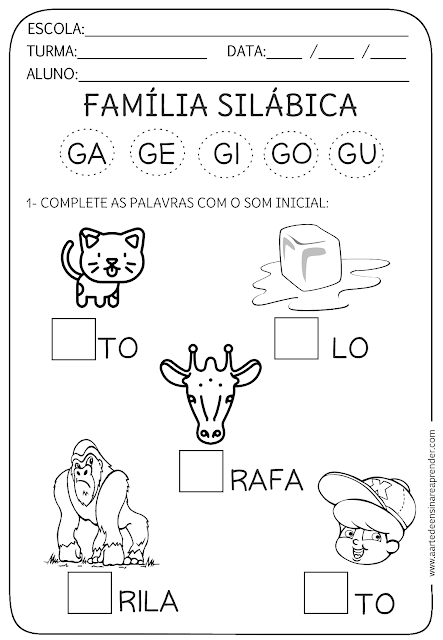 ESCOLA:
TURMA: DATA: / /
ALUNO:
FAMÍLIA SILÁBICA
GA GE GI GO GU
1- COMPLETE AS PALAVRAS COM O SOM INICIAL:
TO LO
RAFA
K
RILA TO
www.aartedeensinareaprender.com